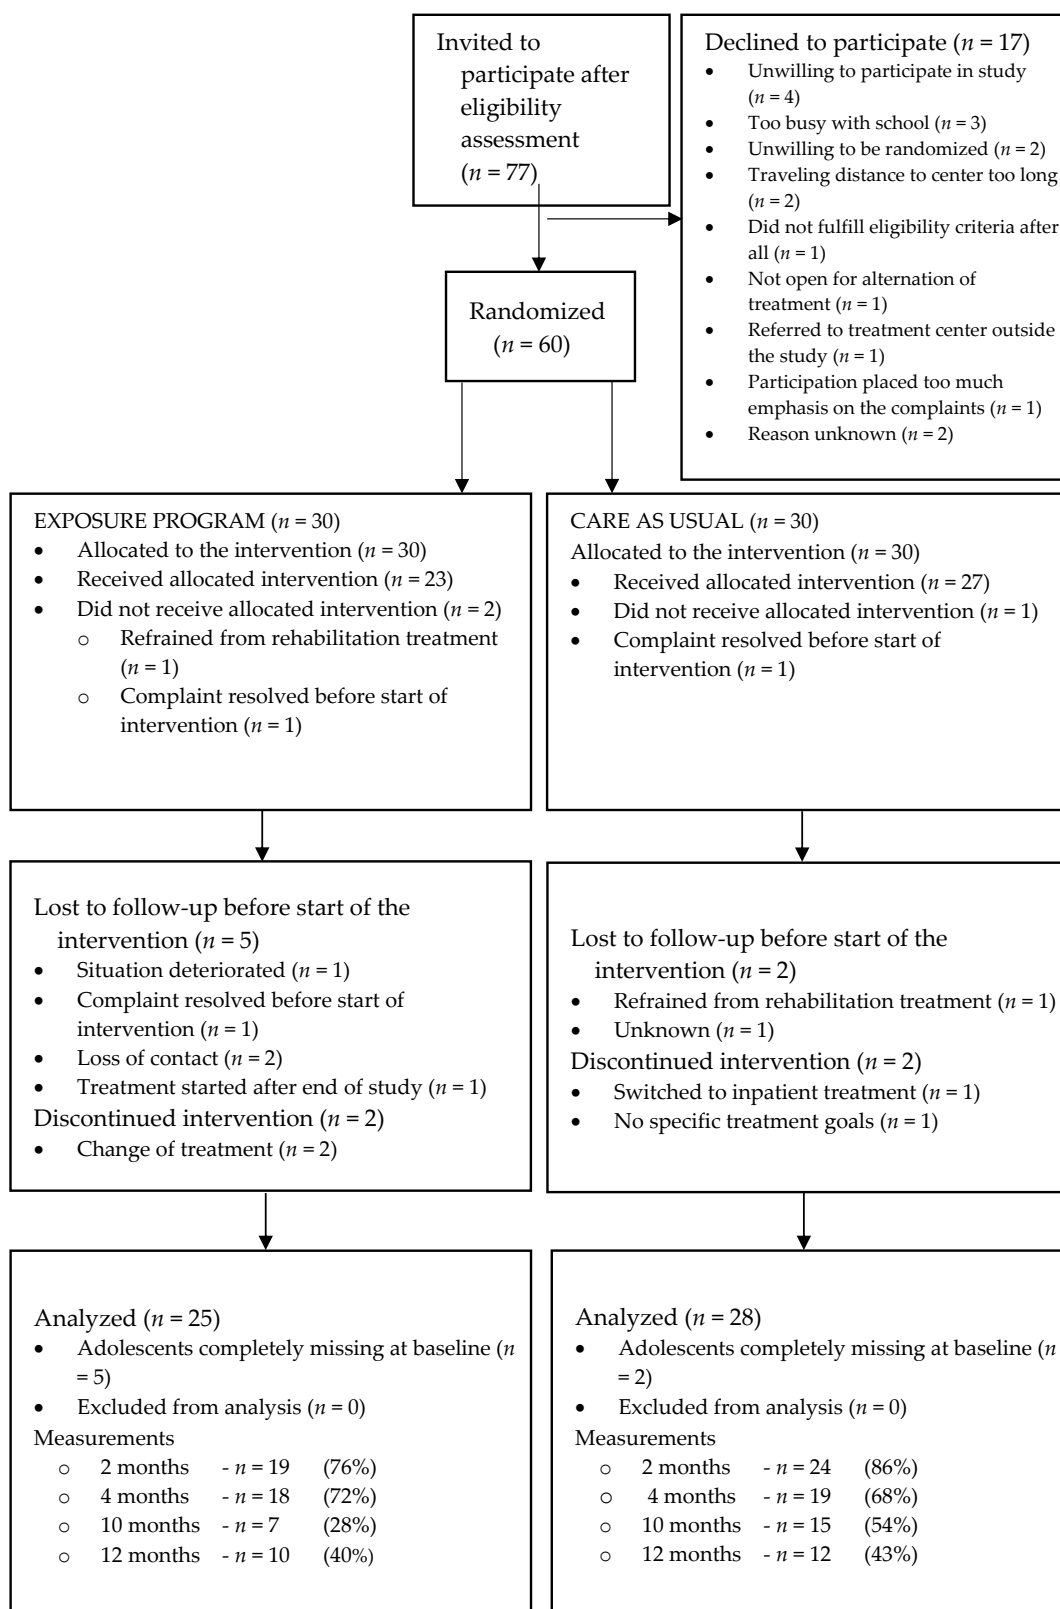 Invited to
participate after
eligibility
assessment
(n = 77)
Declined to participate (n = 17)
• Unwilling to participate in study
(n = 4)
• Too busy with school (n = 3)
• Unwilling to be randomized (n = 2)
• Traveling distance to center too long
(n = 2)
• Did not fulfill eligibility criteria after
all (n = 1)
• Not open for alternation of
treatment (n = 1)
• Referred to treatment center outside
the study (n = 1)
• Participation placed too much
emphasis on the complaints (n = 1)
• Reason unknown (n = 2)
Randomized
(n = 60)
EXPOSURE PROGRAM (n = 30)
• Allocated to the intervention (n = 30)
• Received allocated intervention (n = 23)
• Did not receive allocated intervention (n = 2)
o Refrained from rehabilitation treatment
(n = 1)
o Complaint resolved before start of
intervention (n = 1)
CARE AS USUAL (n = 30)
Allocated to the intervention (n = 30)
• Received allocated intervention (n = 27)
• Did not receive allocated intervention (n = 1)
• Complaint resolved before start of
intervention (n = 1)
Lost to follow-up before start of the
intervention (n = 5)
• Situation deteriorated (n = 1)
• Complaint resolved before start of
intervention (n = 1)
• Loss of contact (n = 2)
• Treatment started after end of study (n = 1)
Discontinued intervention (n = 2)
• Change of treatment (n = 2)
Lost to follow-up before start of the
intervention (n = 2)
• Refrained from rehabilitation treatment (n = 1)
• Unknown (n = 1)
Discontinued intervention (n = 2)
• Switched to inpatient treatment (n = 1)
• No specific treatment goals (n = 1)
Analyzed (n = 25)
• Adolescents completely missing at baseline (n
= 5)
• Excluded from analysis (n = 0)
Measurements
o 2 months - n = 19 (76%)
o 4 months - n = 18 (72%)
o 10 months - n = 7 (28%)
o 12 months - n = 10 (40%)
Analyzed (n = 28)
• Adolescents completely missing at baseline (n
= 2)
• Excluded from analysis (n = 0)
Measurements
o 2 months - n = 24 (86%)
o 4 months - n = 19 (68%)
o 10 months - n = 15 (54%)
o 12 months - n = 12 (43%)